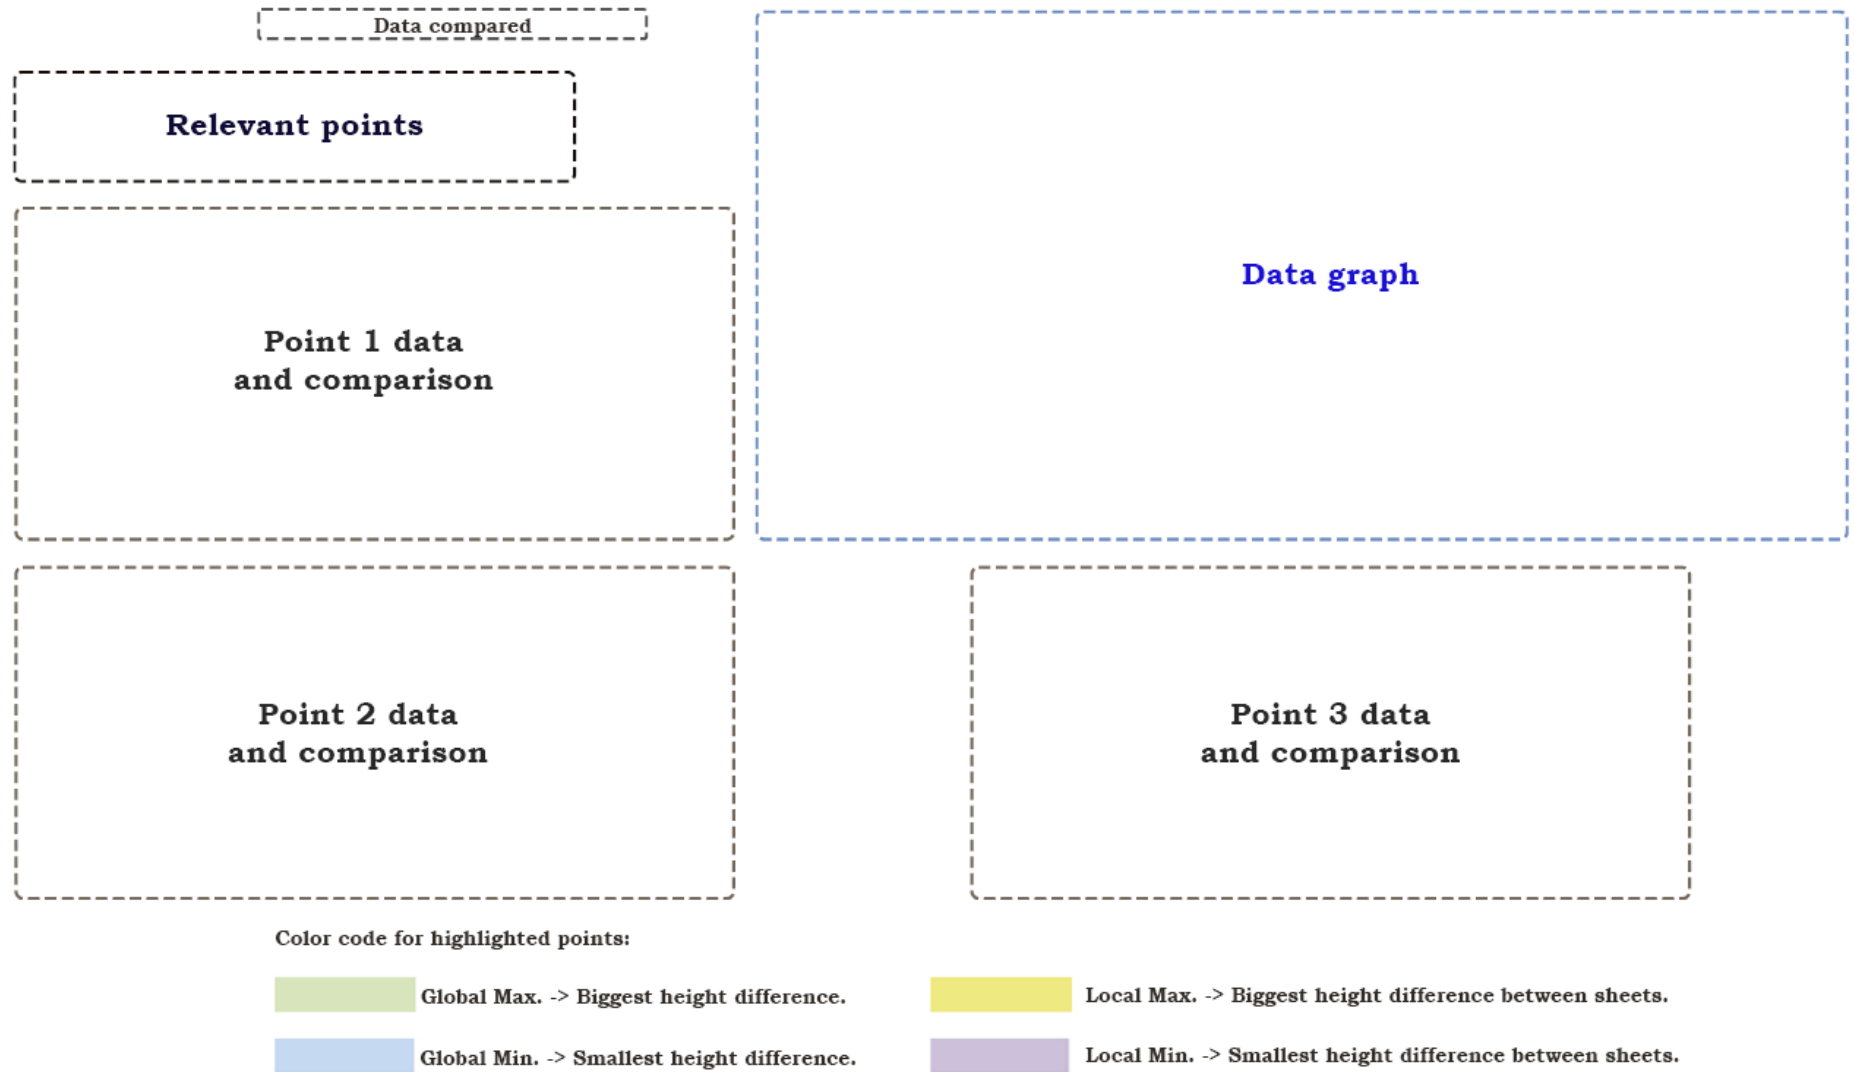 Data compared
Relevant points
Data graph
Point 1 data
and comparison
Point 2 data
and comparison
Point 3 data
and comparison
Color code for highlighted points:
Global Max. -> Biggest height difference.
Local Max. -> Biggest height difference between sheets.
Global Min. -> Smallest height difference.
Local Min. -> Smallest height difference between sheets.